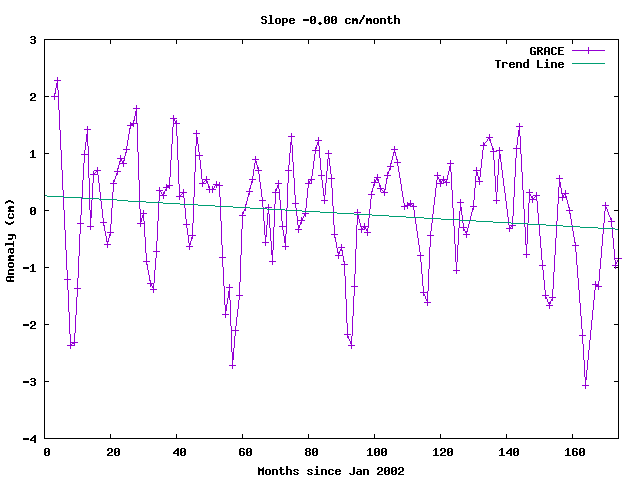 Slope -0.00 cm/month
GRACE
Trend Line
3
2
1
0
-1
-2
-3
-4
Anomaly (cm)
0 20 40 60 80 100 120 140 160
Months since Jan 2002